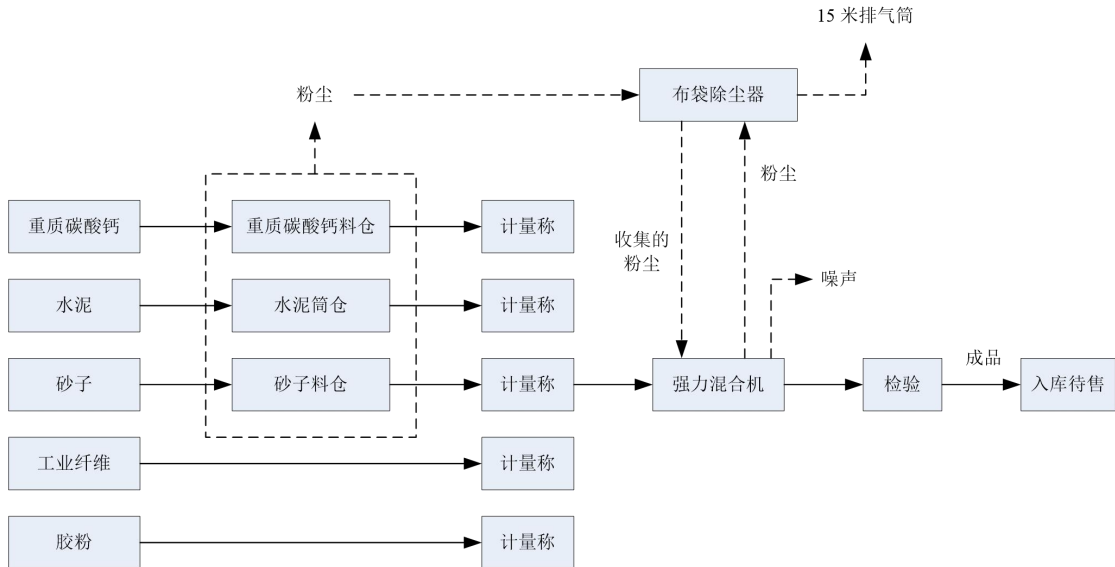 15 米排气筒
粉尘
布袋除尘器
粉尘
重质碳酸钙
重质碳酸钙料仓
计量称
收集的
粉尘
噪声
水泥
水泥筒仓
计量称
成品
砂子
砂子料仓
计量称
强力混合机
检验
入库待售
工业纤维
计量称
胶粉
计量称